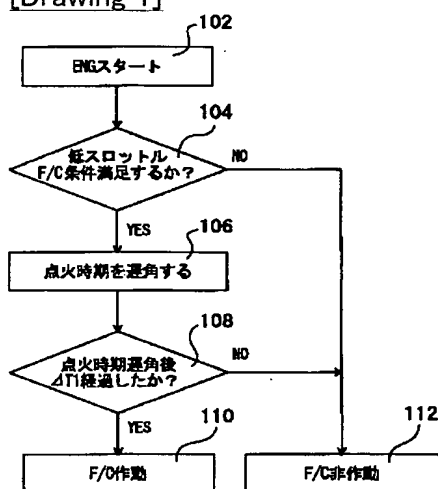 [Drawing 1]
102
ENGスタート
104
低スロットル
F/C条件満足するか？
NO
YES
106
点火時期を遅角する
108
点火時期遅角後
⊿T1経過したか？
NO
YES
110
F/C作動
112
F/C非作動